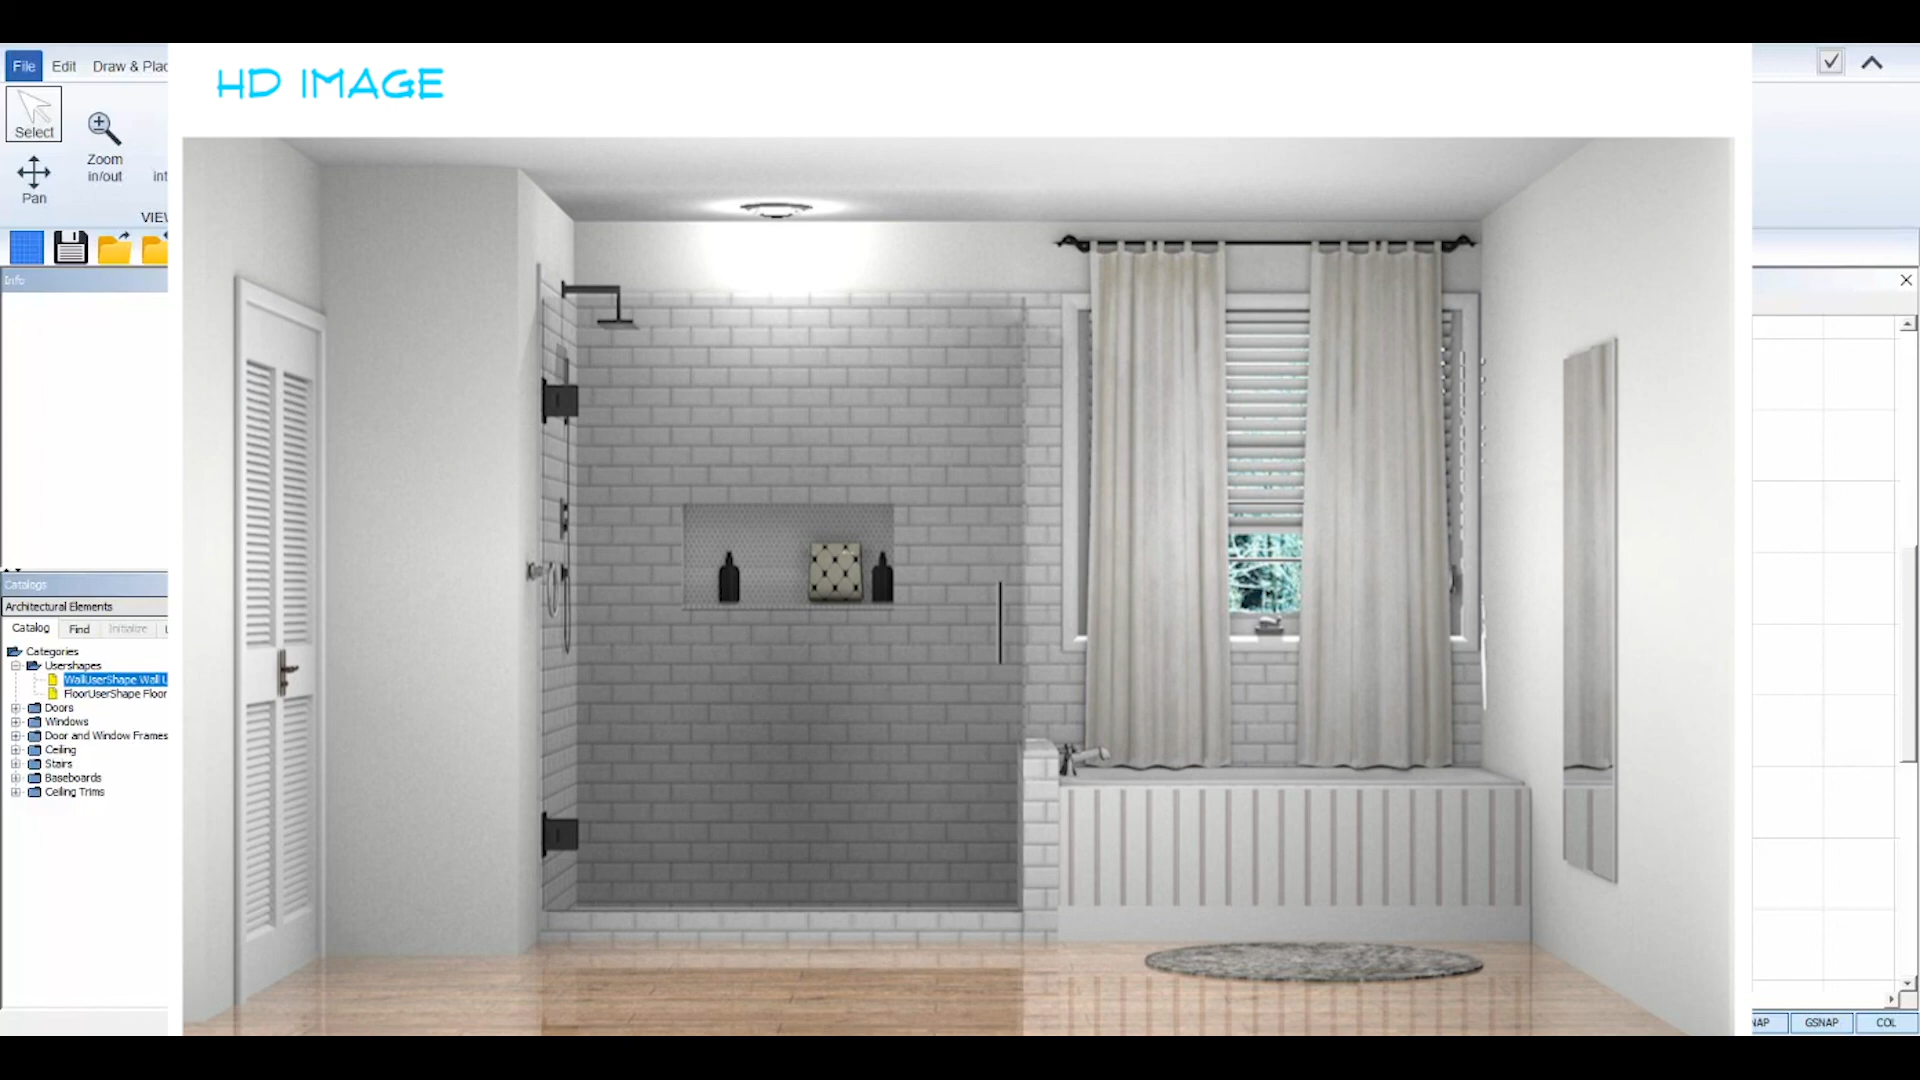 HD IMAGE
File Edit Draw & Plac
Select
Zoom
in/out
int
Pan
VIEW
Info
Catalogs
Architectural Elements
Catalog Find Initialize
Categories
Usershapes
WallUserShape Wall U
FloorUserShape Floor
Doors
Windows
Door and Window Frames
Ceiling
Stairs
Baseboards
Ceiling Trims
NAP GSNAP COL